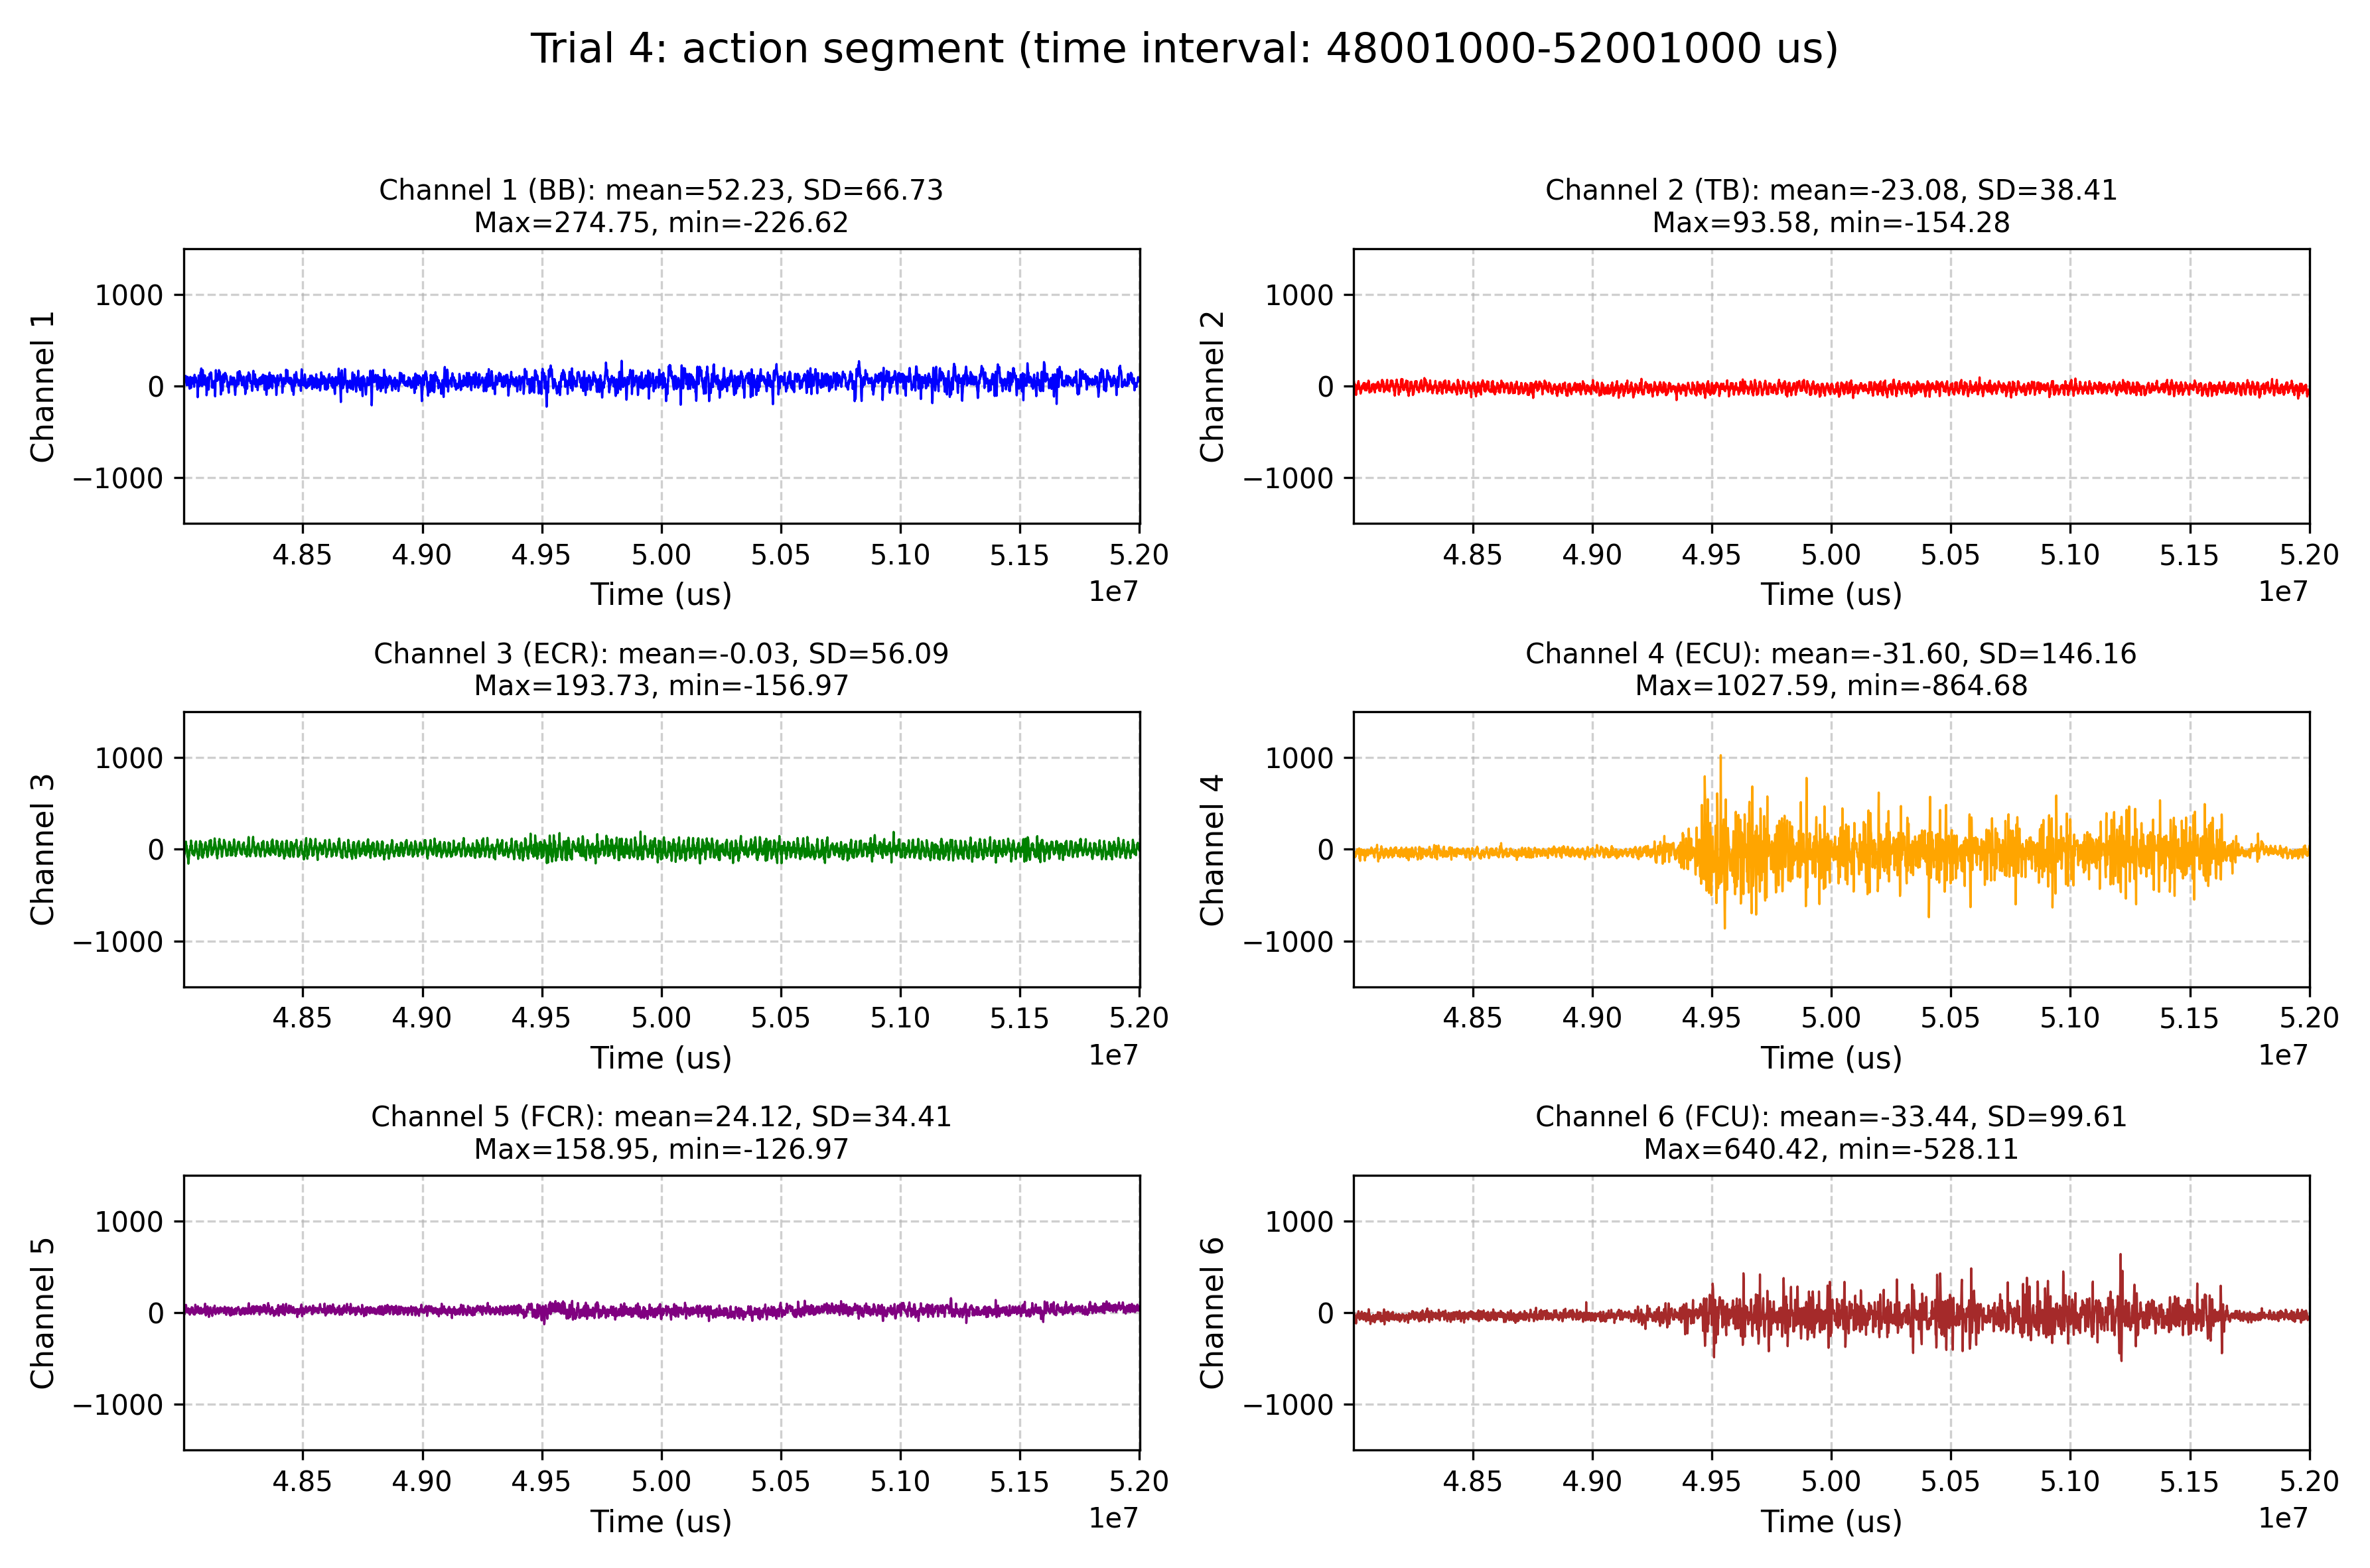 Trial 4: action segment (time interval: 48001000-52001000 us)
Channel 1 (BB): mean=52.23, SD=66.73
Max=274.75, min=-226.62
Channel 1
1000
0
−1000
4.85 4.90 4.95 5.00 5.05 5.10 5.15 5.20
1e7
Time (us)
Channel 2 (TB): mean=-23.08, SD=38.41
Max=93.58, min=-154.28
Channel 2
1000
0
−1000
4.85 4.90 4.95 5.00 5.05 5.10 5.15 5.20
1e7
Time (us)
Channel 3 (ECR): mean=-0.03, SD=56.09
Max=193.73, min=-156.97
Channel 3
1000
0
−1000
4.85 4.90 4.95 5.00 5.05 5.10 5.15 5.20
1e7
Time (us)
Channel 4 (ECU): mean=-31.60, SD=146.16
Max=1027.59, min=-864.68
Channel 4
1000
0
−1000
4.85 4.90 4.95 5.00 5.05 5.10 5.15 5.20
1e7
Time (us)
Channel 5 (FCR): mean=24.12, SD=34.41
Max=158.95, min=-126.97
Channel 5
1000
0
−1000
4.85 4.90 4.95 5.00 5.05 5.10 5.15 5.20
1e7
Time (us)
Channel 6 (FCU): mean=-33.44, SD=99.61
Max=640.42, min=-528.11
Channel 6
1000
0
−1000
4.85 4.90 4.95 5.00 5.05 5.10 5.15 5.20
1e7
Time (us)